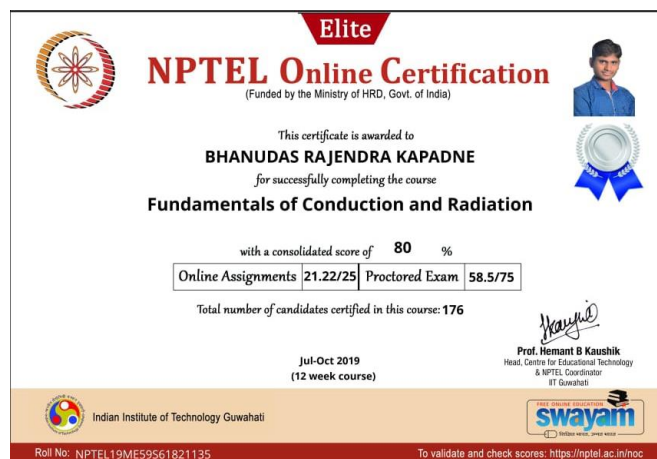 Elite
NPTEL Online Certification
(Funded by the Ministry of HRD, Govt. of India)
This certificate is awarded to
BHANUDAS RAJENDRA KAPADNE
for successfully completing the course
Fundamentals of Conduction and Radiation
with a consolidated score of 80 %
Online Assignments 21.22/25 Proctored Exam 58.5/75
Total number of candidates certified in this course: 176
Jul-Oct 2019
(12 week course)
Prof. Hemant B Kaushik
Head, Centre for Educational Technology
& NPTEL Coordinator
IIT Guwahati
Indian Institute of Technology Guwahati
FREE ONLINE EDUCATION
swayam
शिक्षित भारत, उन्नत भारत
Roll No: NPTEL19ME59S61821135
To validate and check scores: https://nptel.ac.in/noc